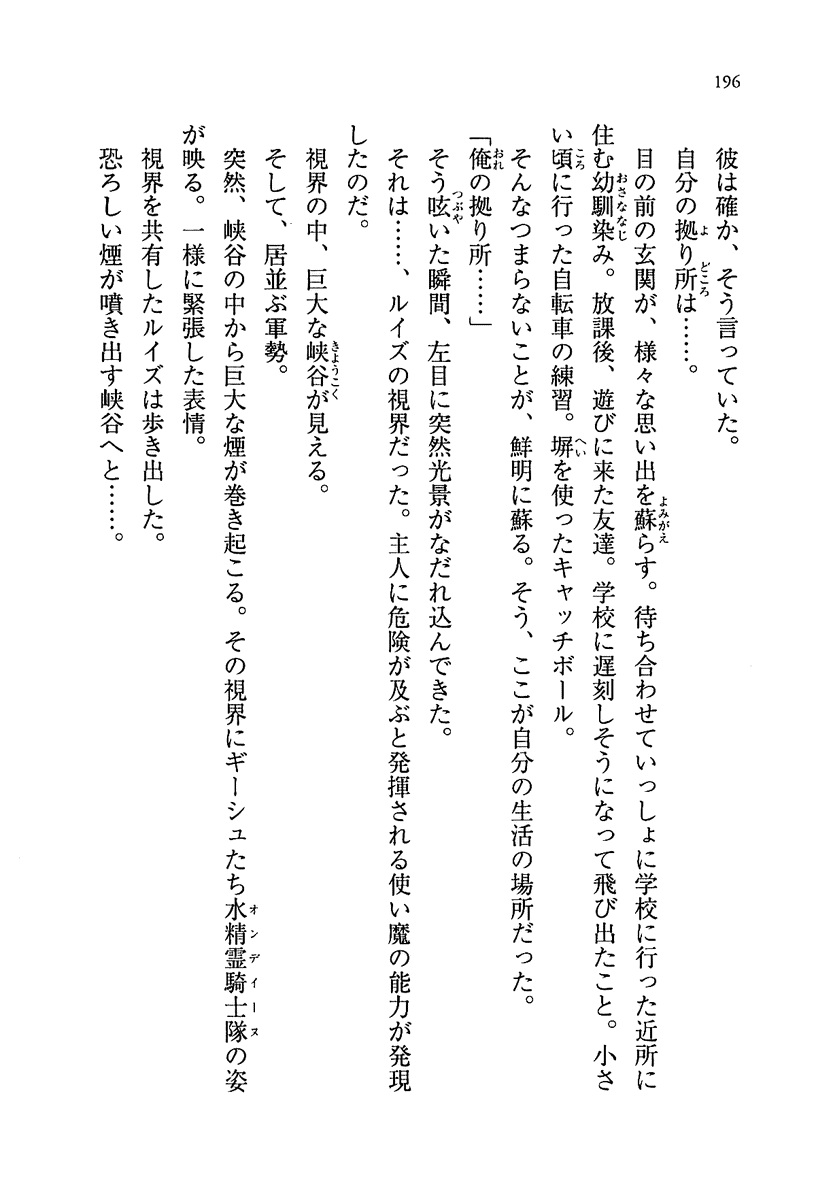 196
彼は確か、そう言っていた。
自分の拠り所は……。
目の前の玄関が、様々な思い出を蘇らす。待ち合わせていっしょに学校に行った近所に
住む幼馴染み。放課後、遊びに来た友達。学校に遅刻しそうになって飛び出たこと。小さ
い頃に行った自転車の練習。塀を使ったキャッチボール。
そんなつまらないことが、鮮明に蘇る。そう、ここが自分の生活の場所だった。
「俺の拠り所……」
そう呟いた瞬間、左目に突然光景がなだれ込んできた。
それは……、ルイズの視界だった。主人に危険が及ぶと発揮される使い魔の能力が発現
したのだ。
視界の中、巨大な峡谷が見える。
そして、居並ぶ軍勢。
突然、峡谷の中から巨大な煙が巻き起こる。その視界にギーシュたち水精霊騎士隊の姿
が映る。一様に緊張した表情。
視界を共有したルイズは歩き出した。
恐ろしい煙が噴き出す峡谷へと……。